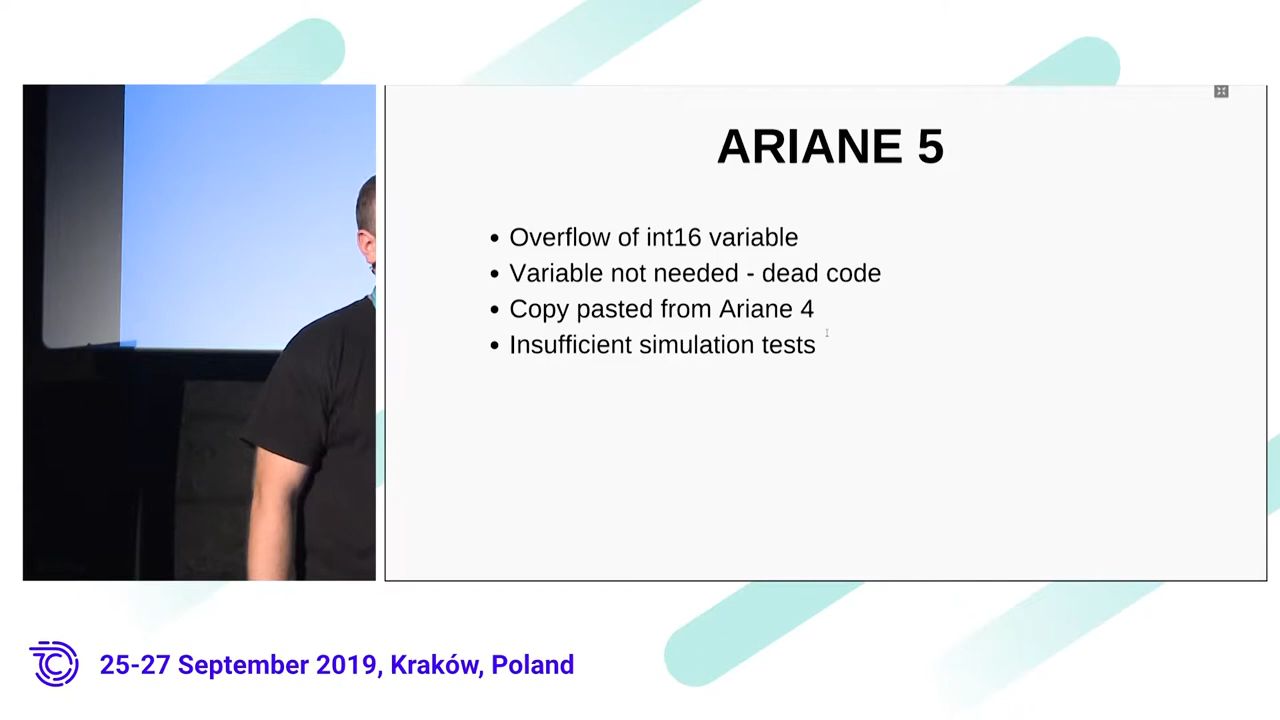 ARIANE 5
Overflow of int16 variable
Variable not needed - dead code
Copy pasted from Ariane 4
Insufficient simulation tests
25-27 September 2019, Kraków, Poland